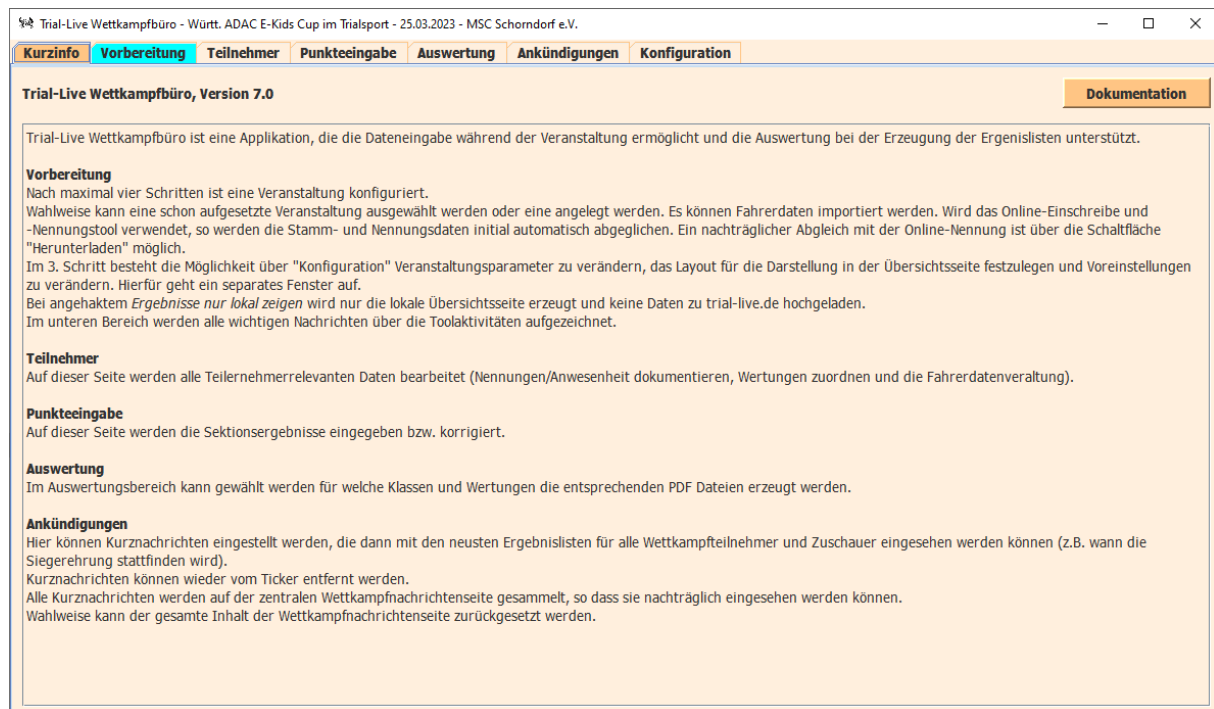 Trial-Live Wettkampfbüro - Württ. ADAC E-Kids Cup im Trialsport - 25.03.2023 - MSC Schorndorf e.V.
Kurzinfo Vorbereitung Teilnehmer Punkteeingabe Auswertung Ankündigungen Konfiguration
Trial-Live Wettkampfbüro, Version 7.0 Dokumentation
Trial-Live Wettkampfbüro ist eine Applikation, die die Dateneingabe während der Veranstaltung ermöglicht und die Auswertung bei der Erzeugung der Ergenislisten unterstützt.
Vorbereitung
Nach maximal vier Schritten ist eine Veranstaltung konfiguriert.
Wahlweise kann eine schon aufgesetzte Veranstaltung ausgewählt werden oder eine angelegt werden. Es können Fahrerdaten importiert werden. Wird das Online-Einschreibe und
-Nennungstool verwendet, so werden die Stamm- und Nennungsdaten initial automatisch abgeglichen. Ein nachträglicher Abgleich mit der Online-Nennung ist über die Schaltfläche
"Herunterladen" möglich.
Im 3. Schritt besteht die Möglichkeit über "Konfiguration" Veranstaltungsparameter zu verändern, das Layout für die Darstellung in der Übersichtsseite festzulegen und Voreinstellungen
zu verändern. Hierfür geht ein separates Fenster auf.
Bei angehaktem Ergebnisse nur lokal zeigen wird nur die lokale Übersichtsseite erzeugt und keine Daten zu trial-live.de hochgeladen.
Im unteren Bereich werden alle wichtigen Nachrichten über die Toolaktivitäten aufgezeichnet.
Teilnehmer
Auf dieser Seite werden alle Teilernehmerrelevanten Daten bearbeitet (Nennungen/Anwesenheit dokumentieren, Wertungen zuordnen und die Fahrerdatenveraltung).
Punkteeingabe
Auf dieser Seite werden die Sektionsergebnisse eingegeben bzw. korrigiert.
Auswertung
Im Auswertungsbereich kann gewählt werden für welche Klassen und Wertungen die entsprechenden PDF Dateien erzeugt werden.
Ankündigungen
Hier können Kurznachrichten eingestellt werden, die dann mit den neusten Ergebnislisten für alle Wettkampfteilnehmer und Zuschauer eingesehen werden können (z.B. wann die
Siegerehrung stattfinden wird).
Kurznachrichten können wieder vom Ticker entfernt werden.
Alle Kurznachrichten werden auf der zentralen Wettkampfnachrichtenseite gesammelt, so dass sie nachträglich eingesehen werden können.
Wahlweise kann der gesamte Inhalt der Wettkampfnachrichtenseite zurückgesetzt werden.